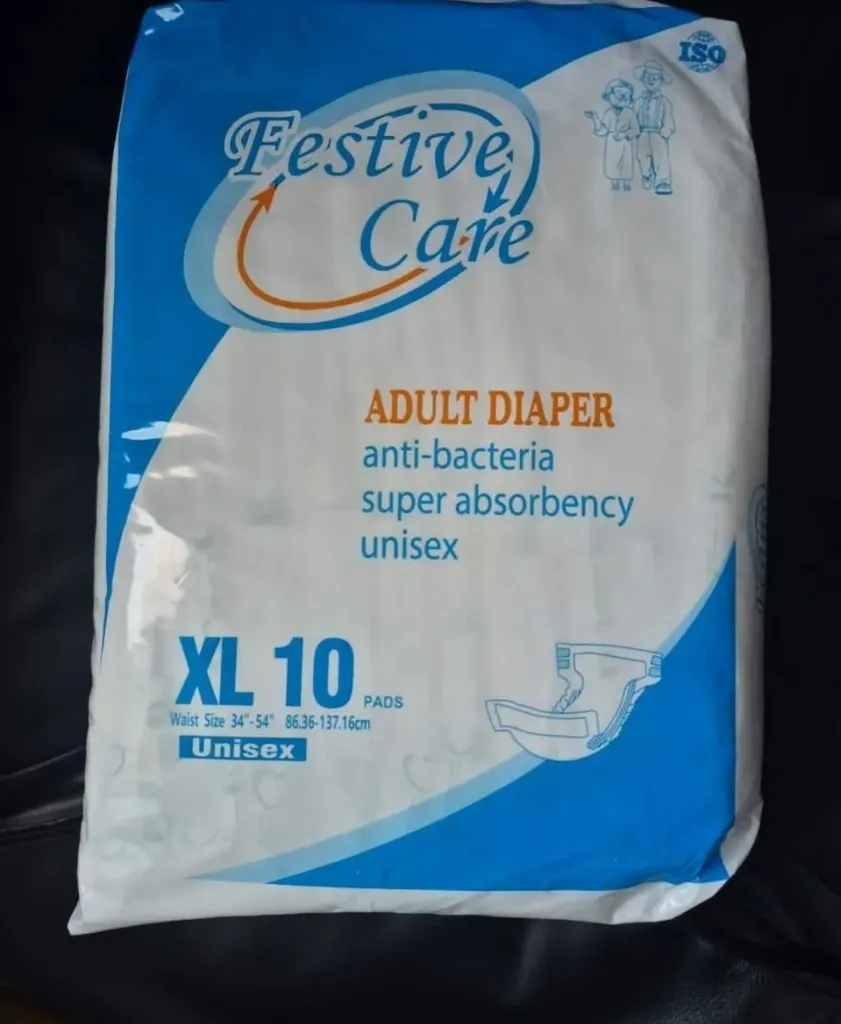 ISO
Festive
Care
ADULT DIAPER
anti-bacteria
super absorbency
unisex
XL 10 PADS
Waist Size 34"-54" 86.36-137.16cm
Unisex